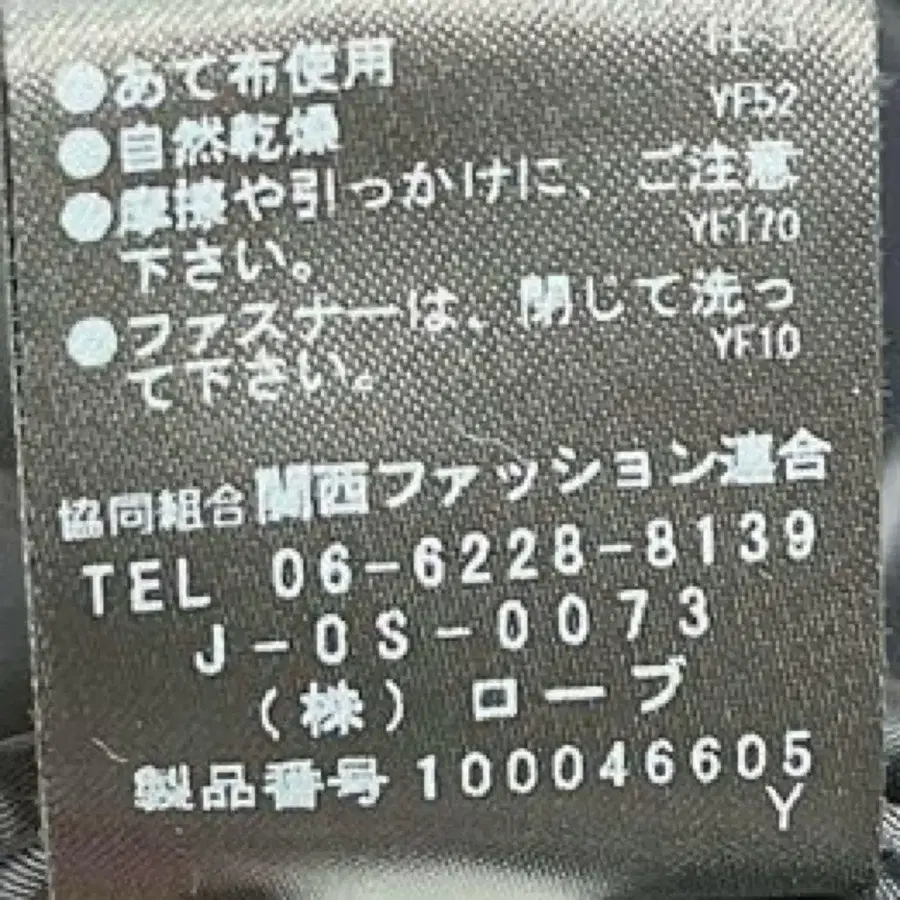 ●あて布使用
YF52
●自然乾燥
●摩擦や引っかけに、ご注意
YF170
下さい。
●ファスナーは、閉じて洗っ
YF10
て下さい。
協同組合 関西ファッション連合
TEL 06-6228-8139
J-OS-0073
(株) ローブ
製品番号 1000046605
Y